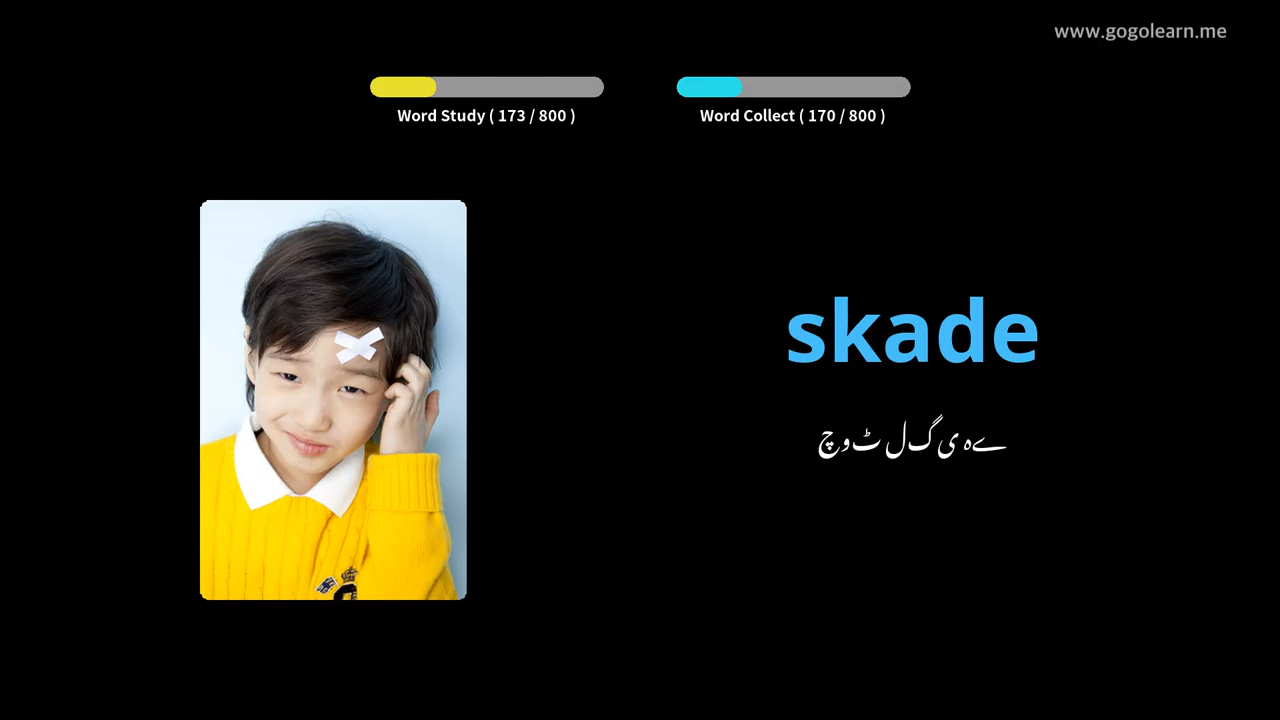 www.gogolearn.me
Word Study ( 173 / 800 )
Word Collect ( 170 / 800 )
skade
چوٹ لگی ہے